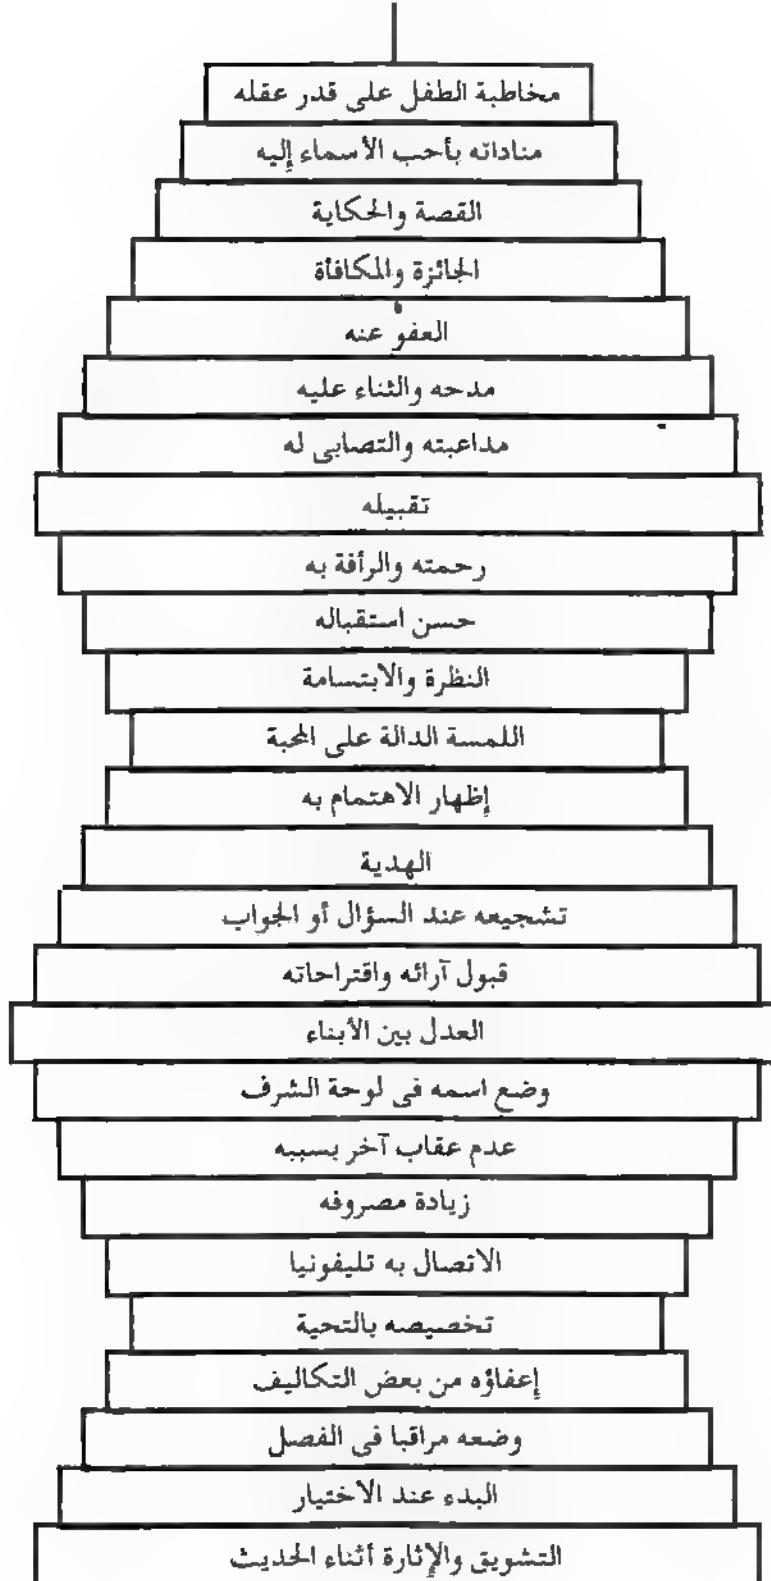 مخاطبة الطفل على قدر عقله
مناداته بأحب الأسماء إليه
القصة والحكاية
الجائزة والمكافأة
العفو عنه
مدحه والثناء عليه
مداعبته والتصابى له
تقبيله
رحمته والرأفة به
حسن استقباله
النظرة والابتسامة
اللمسة الدالة على المحبة
إظهار الاهتمام به
الهدية
تشجيعه عند السؤال أو الجواب
قبول آرائه واقتراحاته
العدل بين الأبناء
وضع اسمه فى لوحة الشرف
عدم عقاب آخر بسببه
زيادة مصروفه
الاتصال به تليفونيا
تخصيصه بالتحية
إعفاؤه من بعض التكاليف
وضعه مراقبا فى الفصل
البدء عند الاختيار
التشويق والإثارة أثناء الحديث